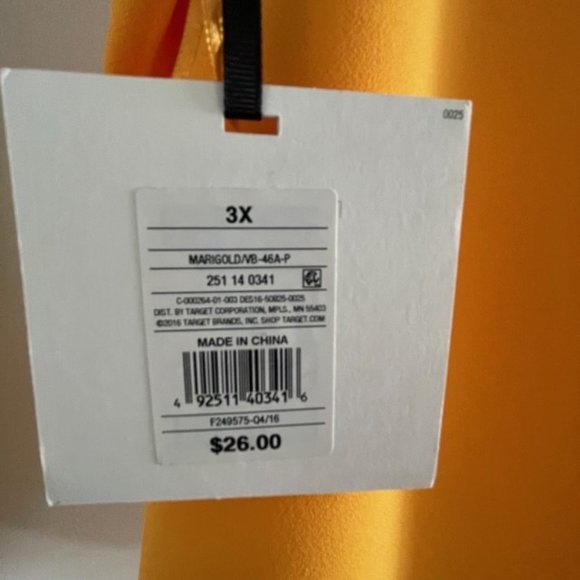 0025
3X
MARIGOLD/VB-46A-P
251 14 0341
C-000264-01-003 DES16-50825-0025
DIST. BY TARGET CORPORATION, MPLS., MN 55403
©2016 TARGET BRANDS, INC. SHOP TARGET.COM
MADE IN CHINA
4 92511 40341 6
F249575-Q4/16
$26.00